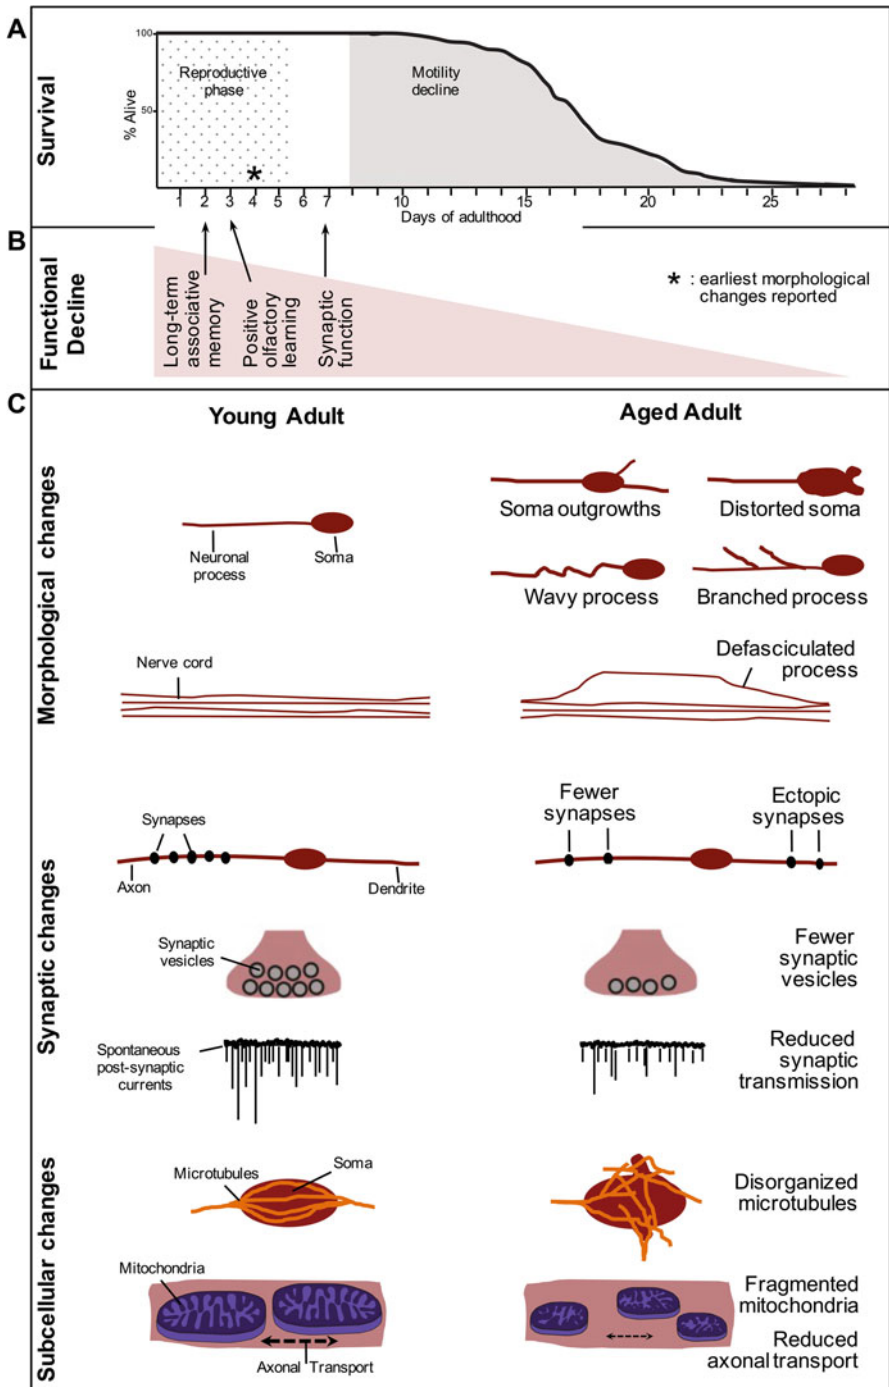 A
Survival
% Alive
100
50
Reproductive
phase
*
Motility
decline
1 2 3 4 5 6 7 10 15 20 25
Days of adulthood
B
Functional
Decline
Long-term
associative
memory
Positive
olfactory
learning
Synaptic
function
* : earliest morphological
changes reported
C
Young Adult
Aged Adult
Morphological changes
Neuronal
process
Soma
Soma outgrowths
Distorted soma
Wavy process
Branched process
Nerve cord
Defasciculated
process
Synaptic changes
Synapses
Axon
Dendrite
Fewer
synapses
Ectopic
synapses
Synaptic
vesicles
Fewer
synaptic
vesicles
Spontaneous
post-synaptic
currents
Reduced
synaptic
transmission
Subcellular changes
Microtubules
Soma
Disorganized
microtubules
Mitochondria
Axonal Transport
Fragmented
mitochondria
Reduced
axonal transport